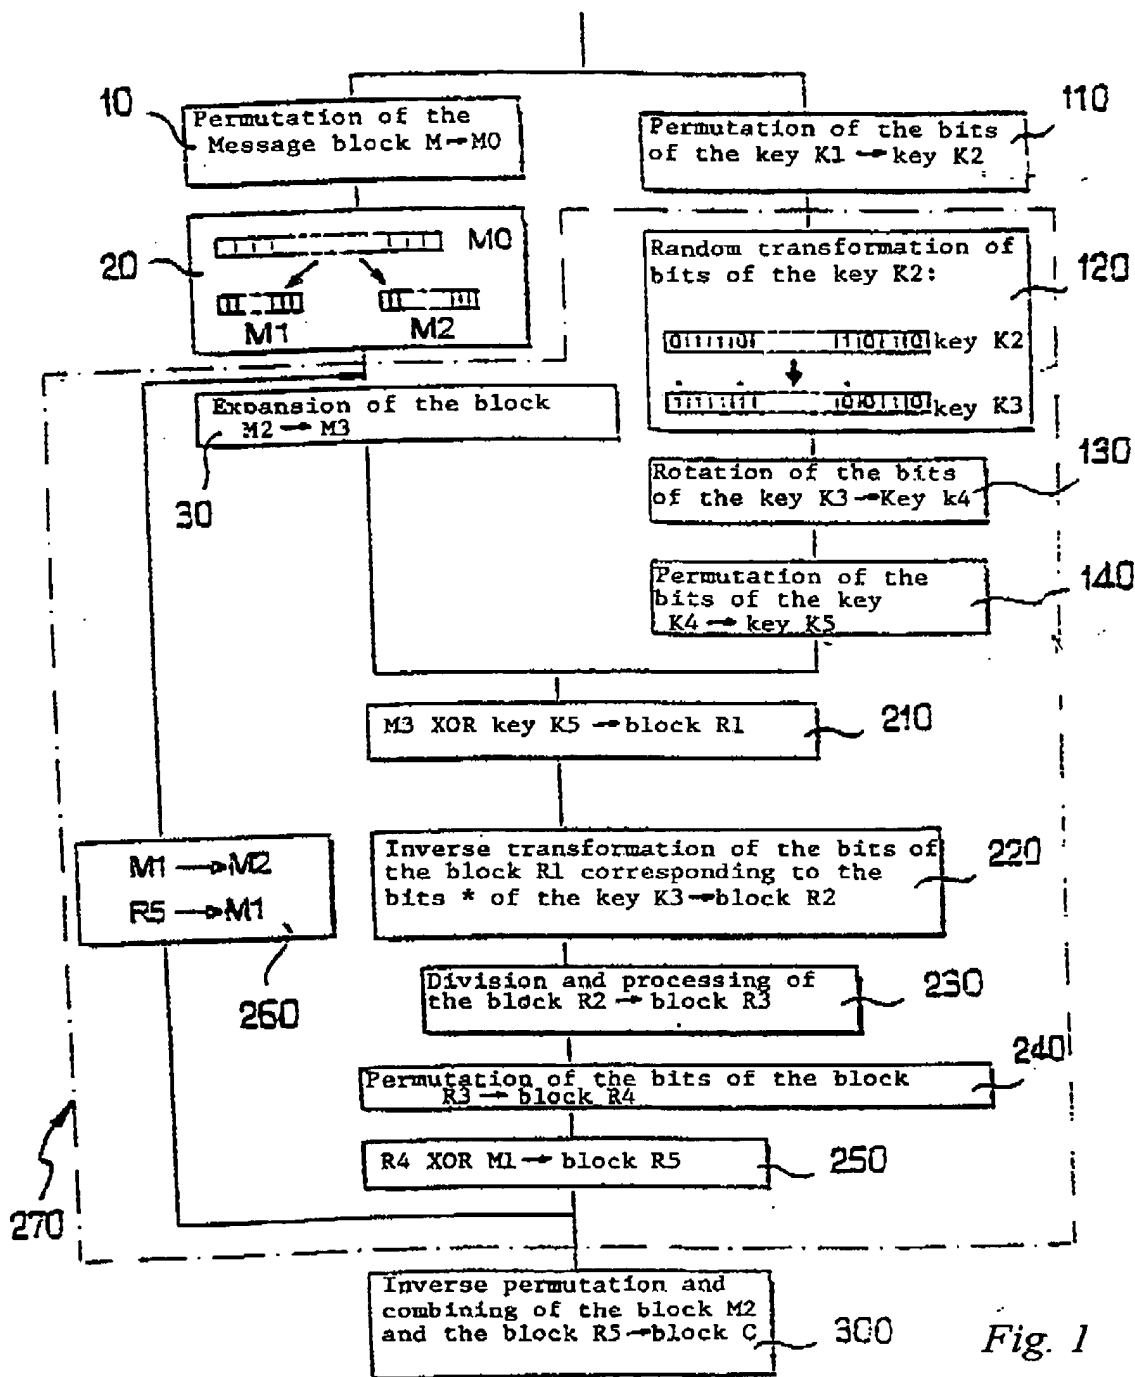 10
Permutation of the
Message block M→M0
110
Permutation of the bits
of the key K1 → key K2
20
M0
M1 M2
120
Random transformation of
bits of the key K2:
key K2
key K3
30
Expansion of the block
M2 → M3
130
Rotation of the bits
of the key K3→Key k4
140
Permutation of the
bits of the key
K4 → key K5
M3 XOR key K5 → block R1
210
M1 → M2
R5 → M1
260
Inverse transformation of the bits of
the block R1 corresponding to the
bits * of the key K3→block R2
220
Division and processing of
the block R2 → block R3
230
Permutation of the bits of the block
R3 → block R4
240
R4 XOR M1 → block R5
250
270
Inverse permutation and
combining of the block M2
and the block R5→block C
300
Fig. 1